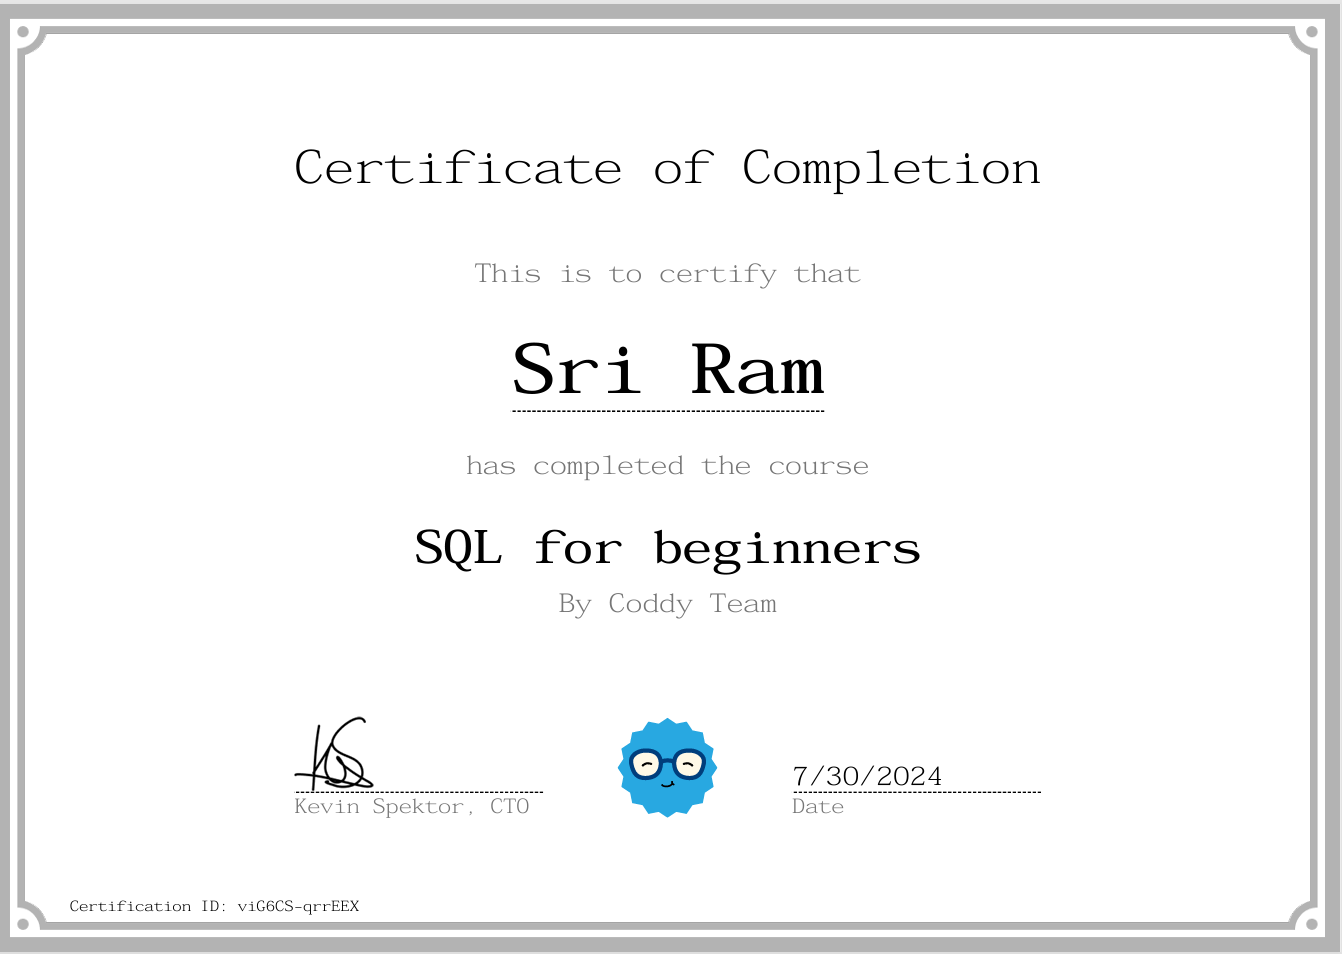 Certificate of Completion
This is to certify that
Sri Ram
has completed the course
SQL for beginners
By Coddy Team
KS
Kevin Spektor, CTO
7/30/2024
Date
Certification ID: viG6CS-qrrEEX